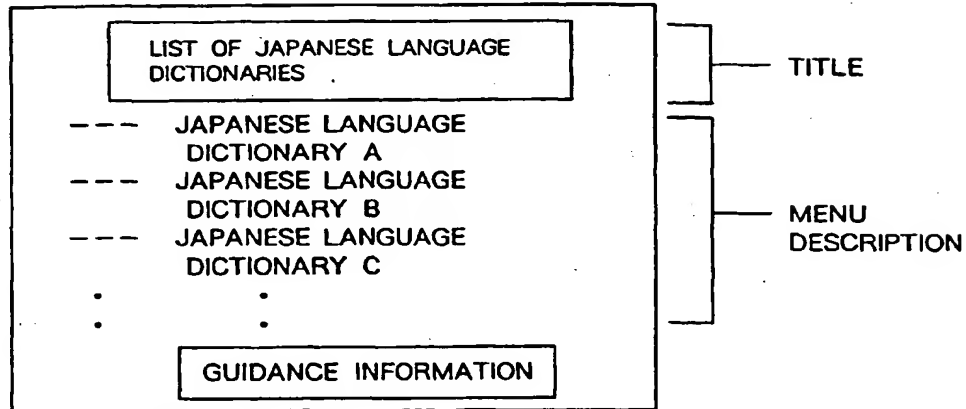 LIST OF JAPANESE LANGUAGE
DICTIONARIES
TITLE
--- JAPANESE LANGUAGE
DICTIONARY A
--- JAPANESE LANGUAGE
DICTIONARY B
--- JAPANESE LANGUAGE
DICTIONARY C
MENU
DESCRIPTION
GUIDANCE INFORMATION